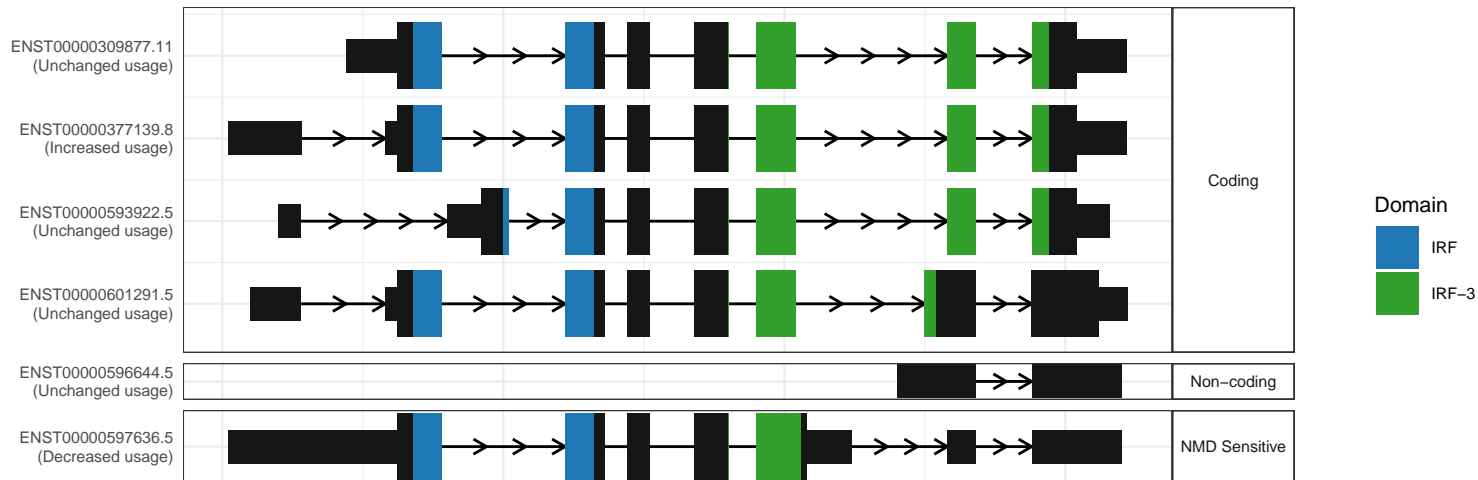 ENST00000309877.11
(Unchanged usage)
ENST00000377139.8
(Increased usage)
ENST00000593922.5
(Unchanged usage)
ENST00000601291.5
(Unchanged usage)
Coding
ENST00000596644.5
(Unchanged usage)
Non−coding
ENST00000597636.5
(Decreased usage)
NMD Sensitive
Domain
IRF
IRF−3